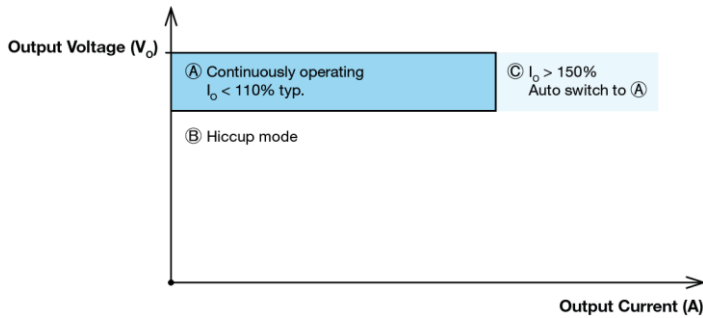 Output Voltage (Vo)
Ⓐ Continuously operating
Io < 110% typ.
Ⓒ Io > 150%
Auto switch to Ⓐ
Ⓑ Hiccup mode
Output Current (A)